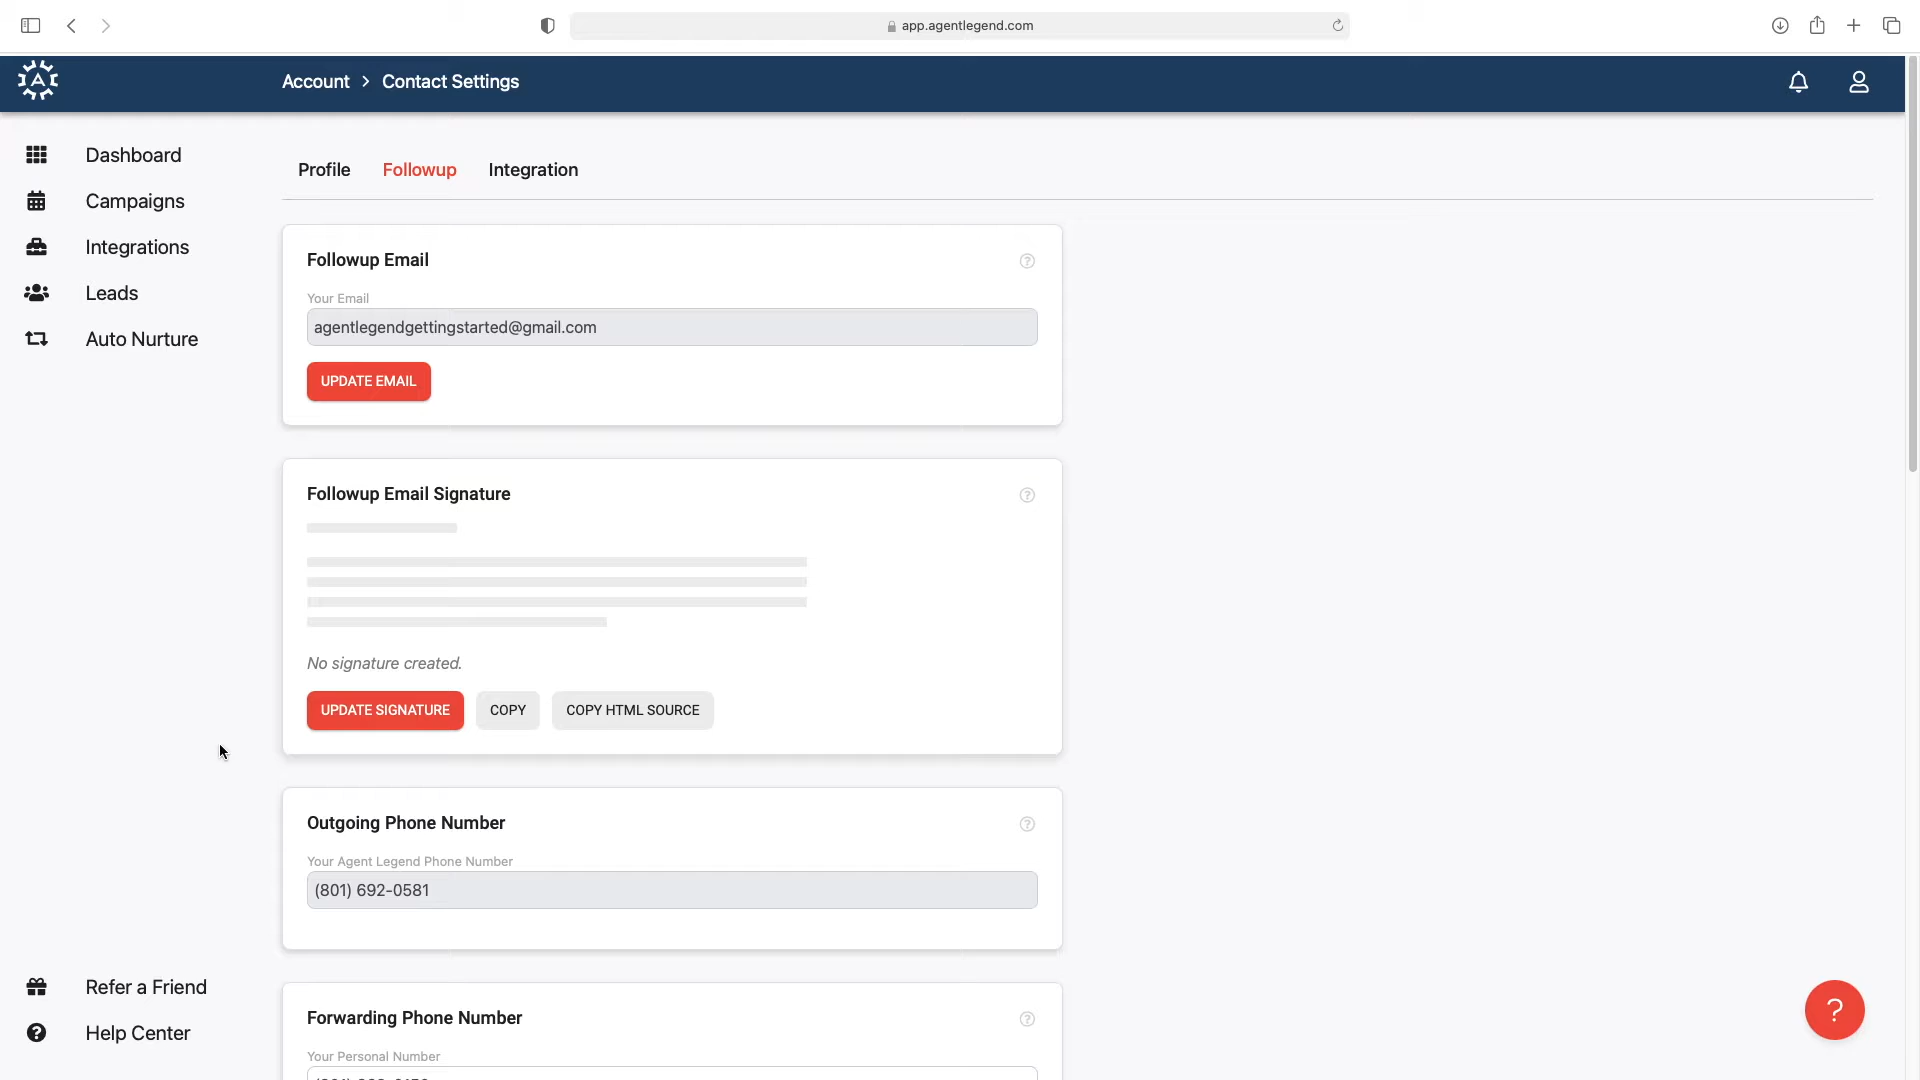 app.agentlegend.com
Account > Contact Settings
Dashboard
Campaigns
Integrations
Leads
Auto Nurture
Profile Followup Integration
Followup Email
Your Email
agentlegendgettingstarted@gmail.com
UPDATE EMAIL
Followup Email Signature
No signature created.
UPDATE SIGNATURE COPY COPY HTML SOURCE
Outgoing Phone Number
Your Agent Legend Phone Number
(801) 692-0581
Forwarding Phone Number
Your Personal Number
Refer a Friend
Help Center
?